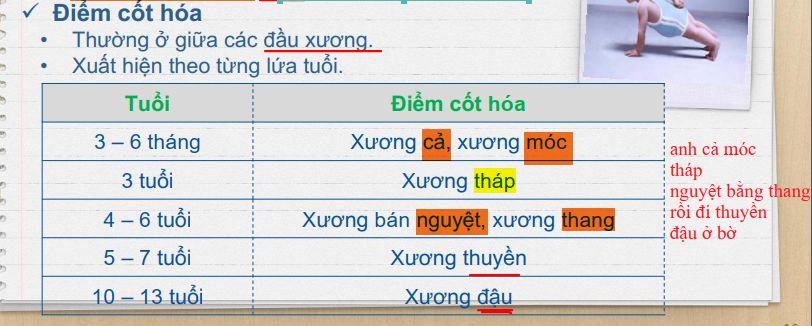 ✓ Điểm cốt hóa
• Thường ở giữa các đầu xương.
• Xuất hiện theo từng lứa tuổi.
Tuổi Điểm cốt hóa
3 – 6 tháng Xương cả, xương móc
3 tuổi Xương tháp
4 – 6 tuổi Xương bán nguyệt, xương thang
5 – 7 tuổi Xương thuyền
10 – 13 tuổi Xương đậu
anh cả móc
tháp
nguyệt bằng thang
rồi đi thuyền
đậu ở bờ